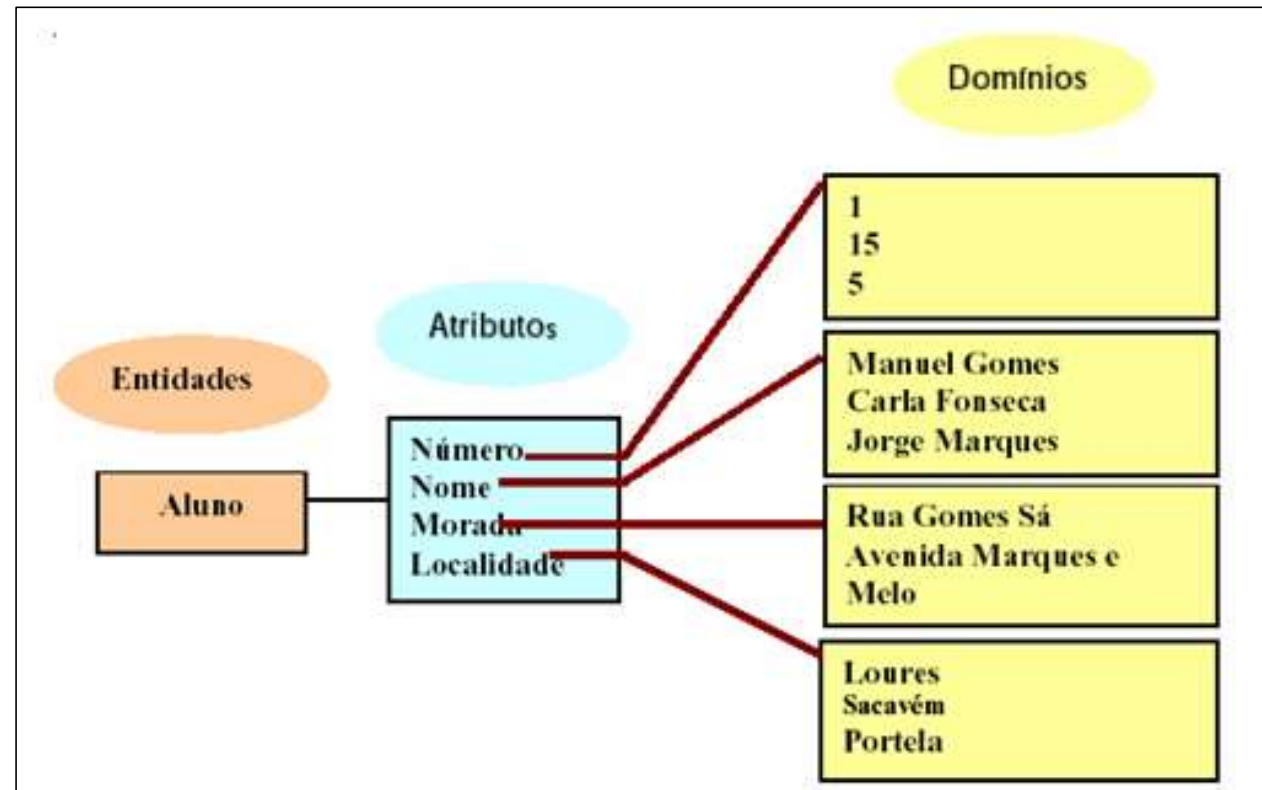 Domínios
Atributos
Entidades
Aluno
Número
Nome
Morada
Localidade
1
15
5
Manuel Gomes
Carla Fonseca
Jorge Marques
Rua Gomes Sá
Avenida Marques e
Melo
Loures
Sacavém
Portela